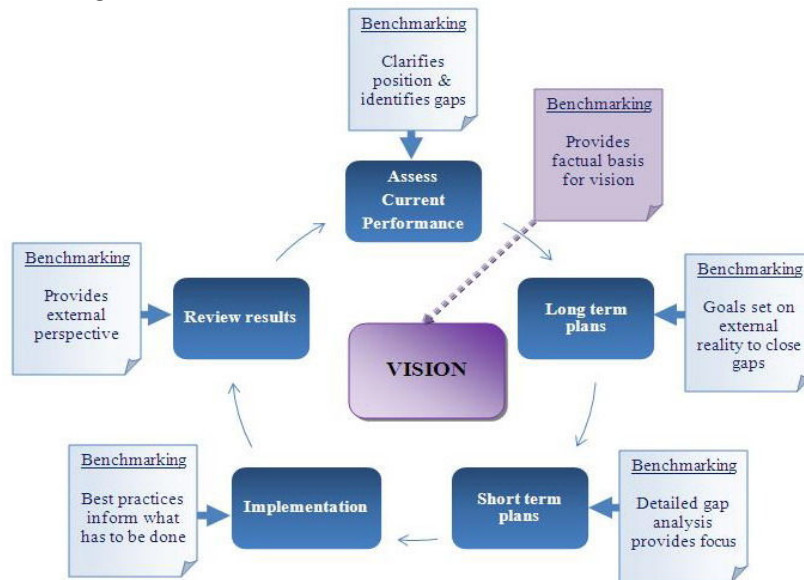 Benchmarking
Clarifies
position &
identifies gaps
Benchmarking
Provides
factual basis
for vision
Assess
Current
Performance
Benchmarking
Provides
external
perspective
Review results
Long term
plans
Benchmarking
Goals set on
external
reality to close
gaps
VISION
Benchmarking
Best practices
inform what
has to be done
Implementation
Short term
plans
Benchmarking
Detailed gap
analysis
provides focus